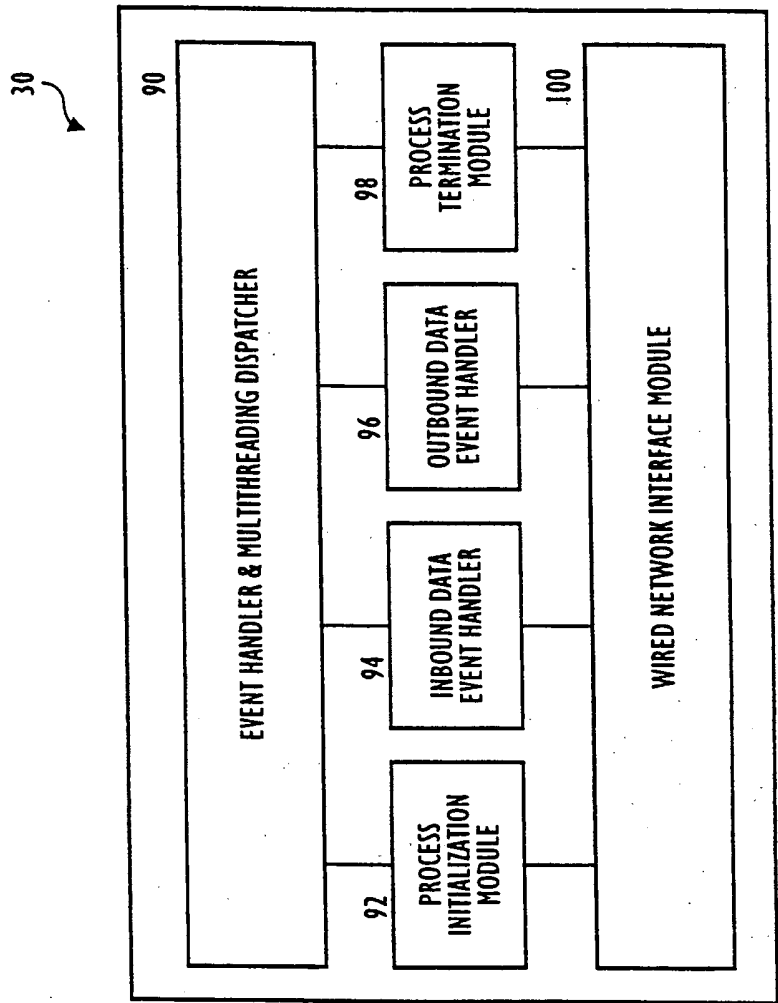 30
90
EVENT HANDLER & MULTITHREADING DISPATCHER
92
PROCESS
INITIALIZATION
MODULE
94
INBOUND DATA
EVENT HANDLER
96
OUTBOUND DATA
EVENT HANDLER
98
PROCESS
TERMINATION
MODULE
100
WIRED NETWORK INTERFACE MODULE